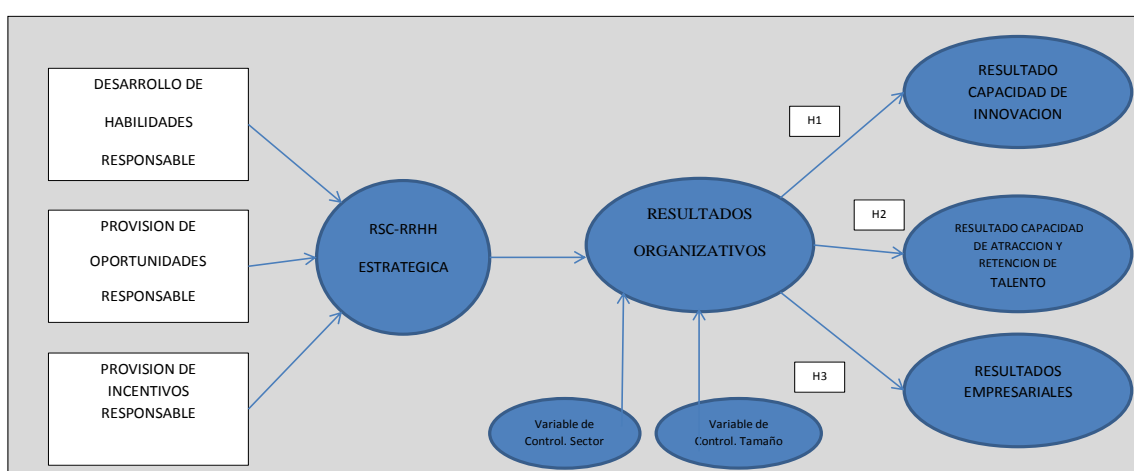 DESARROLLO DE
HABILIDADES
RESPONSABLE
PROVISION DE
OPORTUNIDADES
RESPONSABLE
PROVISION DE
INCENTIVOS
RESPONSABLE
RSC-RRHH
ESTRATEGICA
RESULTADOS
ORGANIZATIVOS
Variable de
Control. Sector
Variable de
Control. Tamaño
H1
H2
H3
RESULTADO
CAPACIDAD DE
INNOVACION
RESULTADO CAPACIDAD
DE ATRACCION Y
RETENCION DE
TALENTO
RESULTADOS
EMPRESARIALES